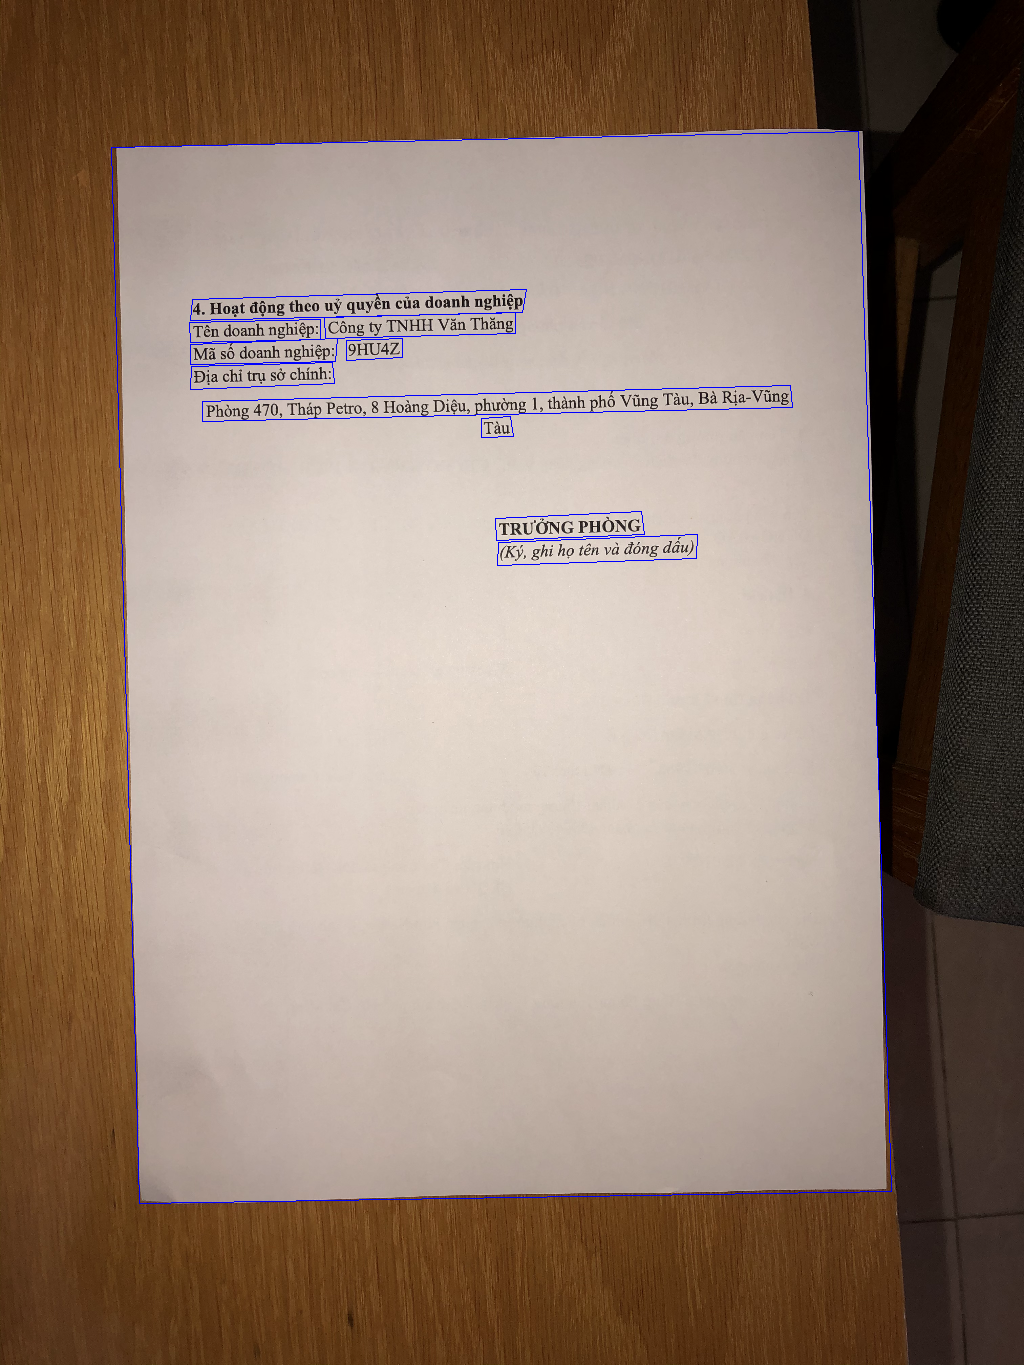 4. Hoạt động theo uỷ quyền của doanh nghiệp
Tên doanh nghiệp: Công ty TNHH Văn Thăng
Mã số doanh nghiệp: 9HU4Z
Địa chỉ trụ sở chính:
Phòng 470, Tháp Petro, 8 Hoàng Diệu, phường 1, thành phố Vũng Tàu, Bà Rịa-Vũng
Tàu
TRƯỞNG PHÒNG
(Ký, ghi họ tên và đóng dấu)